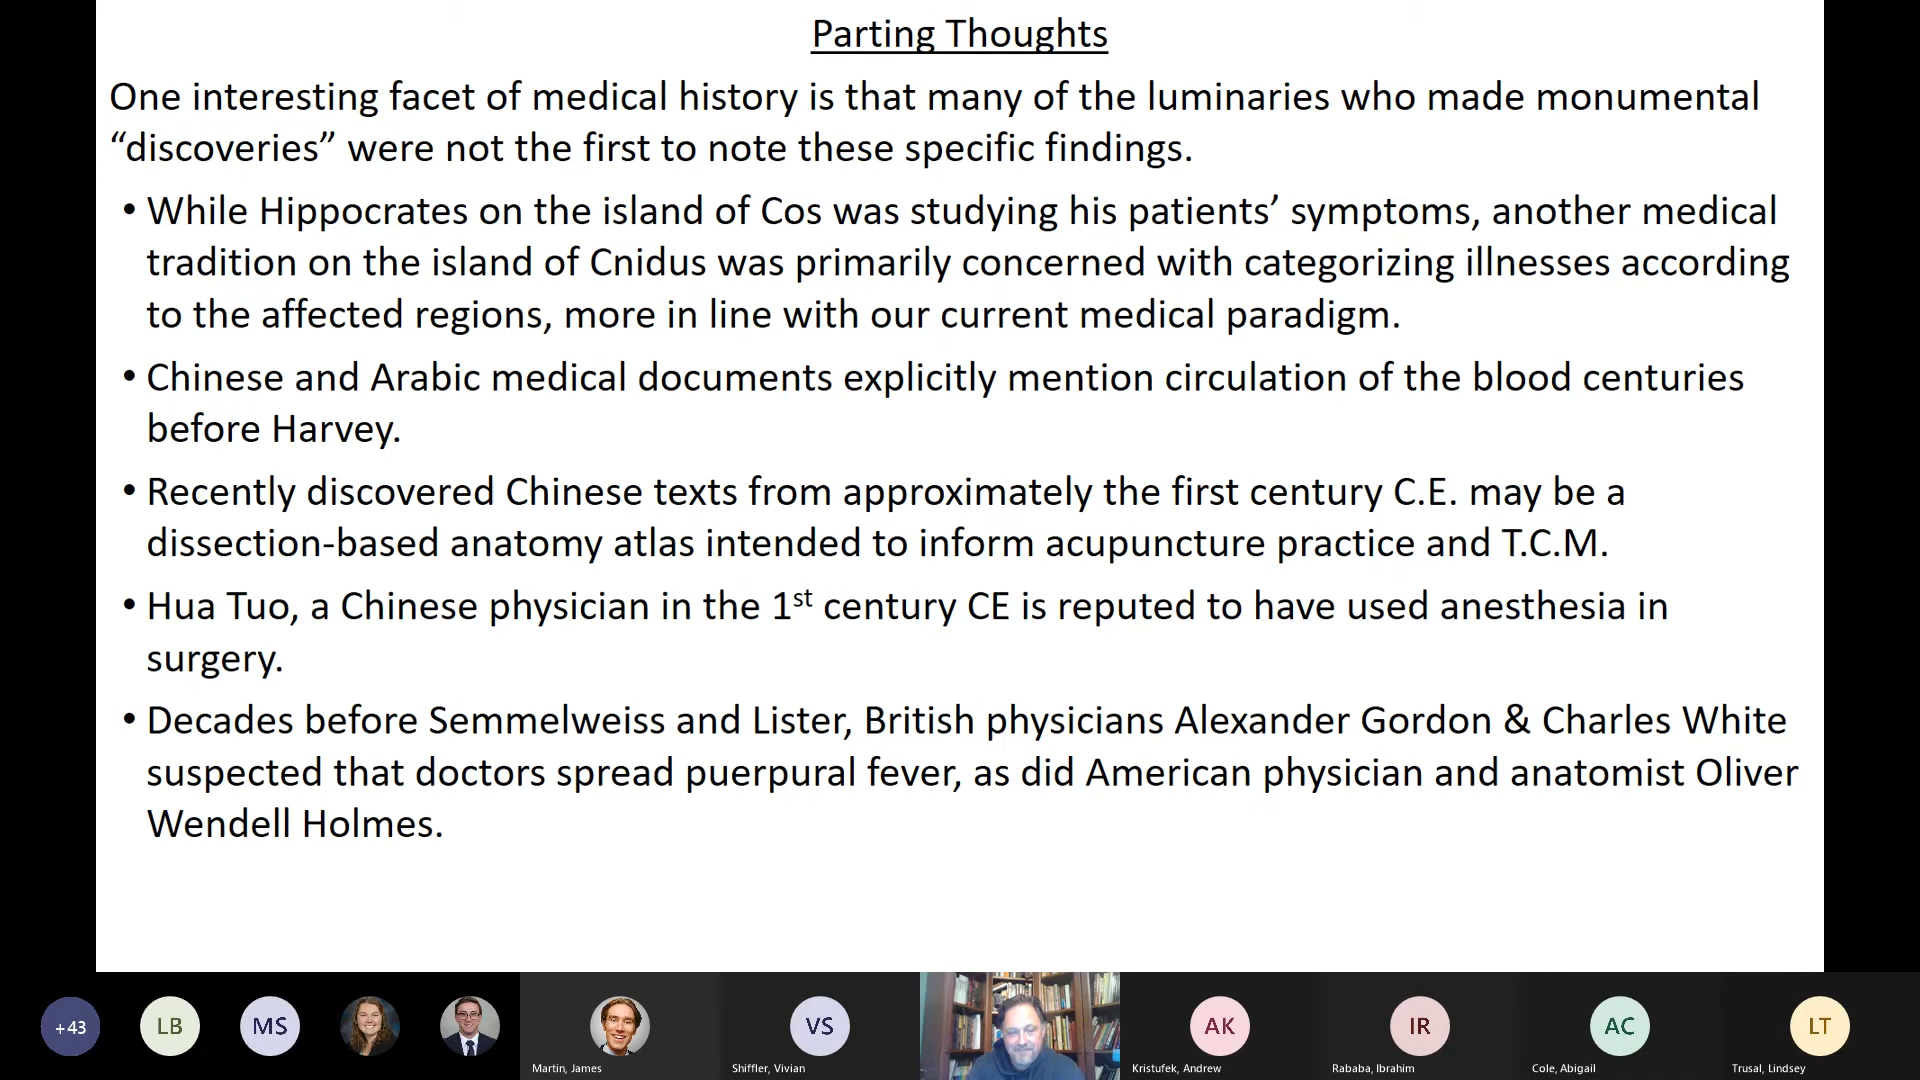 Parting Thoughts
One interesting facet of medical history is that many of the luminaries who made monumental
“discoveries” were not the first to note these specific findings.
• While Hippocrates on the island of Cos was studying his patients’ symptoms, another medical
tradition on the island of Cnidus was primarily concerned with categorizing illnesses according
to the affected regions, more in line with our current medical paradigm.
• Chinese and Arabic medical documents explicitly mention circulation of the blood centuries
before Harvey.
• Recently discovered Chinese texts from approximately the first century C.E. may be a
dissection-based anatomy atlas intended to inform acupuncture practice and T.C.M.
• Hua Tuo, a Chinese physician in the 1st century CE is reputed to have used anesthesia in
surgery.
• Decades before Semmelweiss and Lister, British physicians Alexander Gordon & Charles White
suspected that doctors spread puerpural fever, as did American physician and anatomist Oliver
Wendell Holmes.
+43
LB
MS
VS
AK
IR
AC
LT
Martin, James
Shiffler, Vivian
Kristufek, Andrew
Rababa, Ibrahim
Cole, Abigail
Trusal, Lindsey